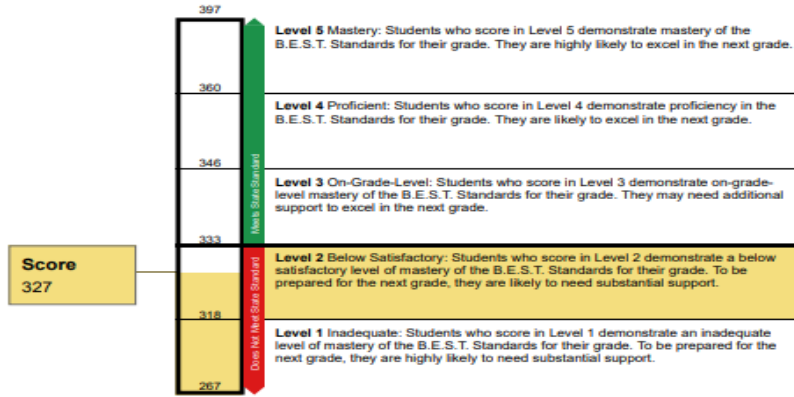 397
Level 5 Mastery: Students who score in Level 5 demonstrate mastery of the
B.E.S.T. Standards for their grade. They are highly likely to excel in the next grade.
360
Level 4 Proficient: Students who score in Level 4 demonstrate proficiency in the
B.E.S.T. Standards for their grade. They are likely to excel in the next grade.
346
Level 3 On-Grade-Level: Students who score in Level 3 demonstrate on-grade-
level mastery of the B.E.S.T. Standards for their grade. They may need additional
support to excel in the next grade.
Meets State Standard
333
Score
327
Level 2 Below Satisfactory: Students who score in Level 2 demonstrate a below
satisfactory level of mastery of the B.E.S.T. Standards for their grade. To be
prepared for the next grade, they are likely to need substantial support.
Does Not Meet State Standard
318
Level 1 Inadequate: Students who score in Level 1 demonstrate an inadequate
level of mastery of the B.E.S.T. Standards for their grade. To be prepared for the
next grade, they are highly likely to need substantial support.
267